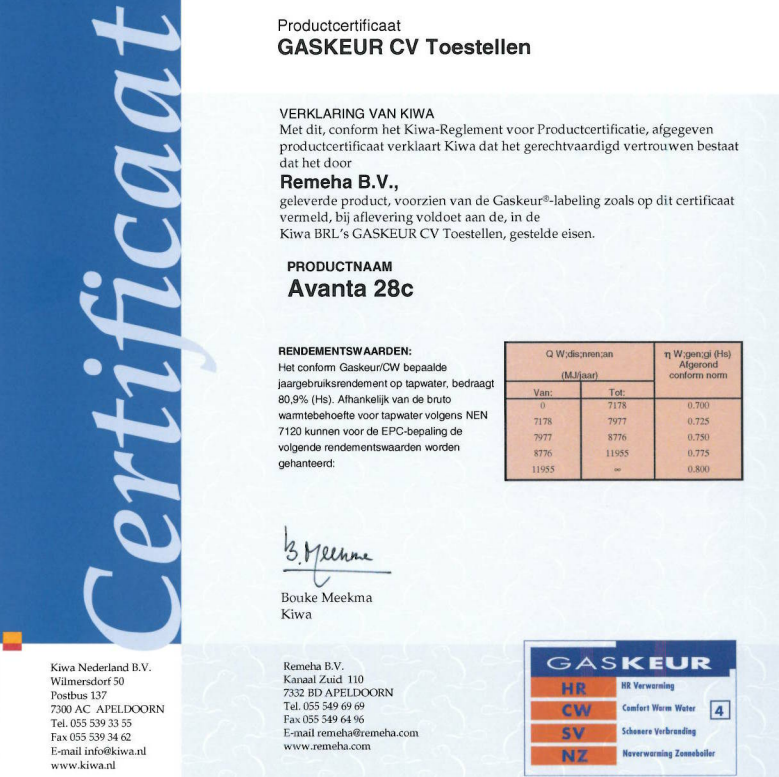 Certificaat
Productcertificaat
GASKEUR CV Toestellen
VERKLARING VAN KIWA
Met dit, conform het Kiwa-Reglement voor Productcertificatie, afgegeven
productcertificaat verklaart Kiwa dat het gerechtvaardigd vertrouwen bestaat
dat het door
Remeha B.V.,
geleverde product, voorzien van de Gaskeur®-labeling zoals op dit certificaat
vermeld, bij aflevering voldoet aan de, in de
Kiwa BRL's GASKEUR CV Toestellen, gestelde eisen.
PRODUCTNAAM
Avanta 28c
RENDEMENTSWAARDEN:
Het conform Gaskeur/CW bepaalde
jaargebruiksrendement op tapwater, bedraagt
80,9% (Hs). Afhankelijk van de bruto
warmtebehoefte voor tapwater volgens NEN
7120 kunnen voor de EPC-bepaling de
volgende rendementswaarden worden
gehanteerd:
Q W;dis;nren;an η W;gen;gi (Hs)
Afgerond
(MJ/jaar) conform norm
Van: Tot:
0 7178 0.700
7178 7977 0.725
7977 8776 0.750
8776 11955 0.775
11955 ∞ 0.800
B. Meekma
Bouke Meekma
Kiwa
Kiwa Nederland B.V.
Wilmersdorf 50
Postbus 137
7300 AC APELDOORN
Tel. 055 539 33 55
Fax 055 539 34 62
E-mail info@kiwa.nl
www.kiwa.nl
Remeha B.V.
Kanaal Zuid 110
7332 BD APELDOORN
Tel. 055 549 69 69
Fax 055 549 64 96
E-mail remeha@remeha.com
www.remeha.com
GASKEUR
HR HR Verwarming
CW Comfort Warm Water 4
SV Schonere Verbranding
NZ Naverwarming Zonneboiler